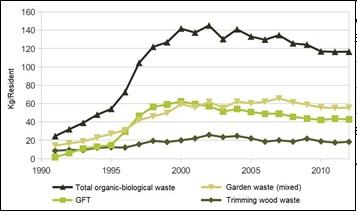 160
140
120
100
80
60
40
20
0
Kg/Resident
1990 1995 2000 2005 2010
Total organic-biological waste Garden waste (mixed)
GFT Trimming wood waste